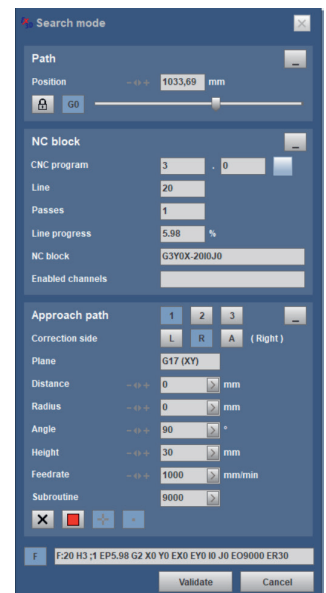 Search mode
Path
Position 1033,69 mm
G0
NC block
CNC program 3 . 0
Line 20
Passes 1
Line progress 5.98 %
NC block G3Y0X-20I0J0
Enabled channels
Approach path 1 2 3
Correction side L R A ( Right )
Plane G17 (XY)
Distance 0 mm
Radius 0 mm
Angle 90 °
Height 30 mm
Feedrate 1000 mm/min
Subroutine 9000
F F:20 H3 ;1 EP5.98 G2 X0 Y0 EX0 EY0 I0 J0 EO9000 ER30
Validate Cancel